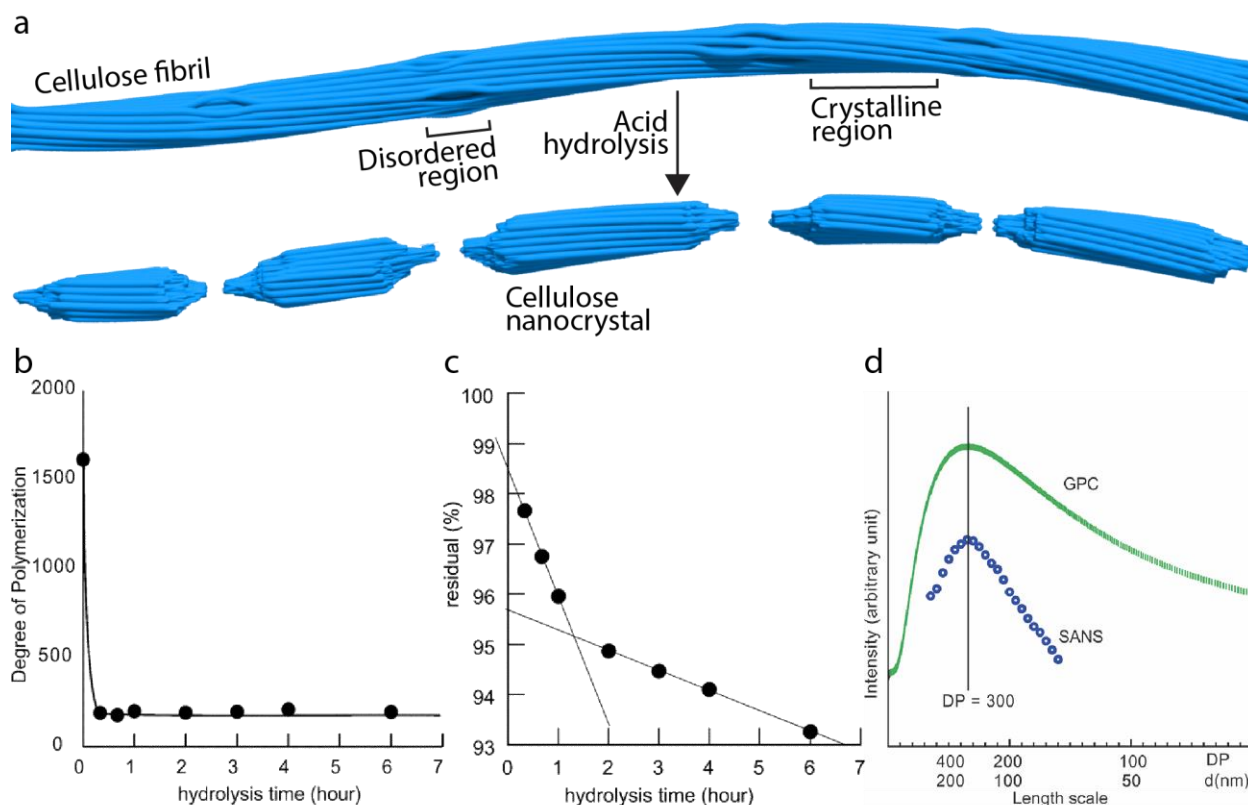 a
Cellulose fibril
Disordered
region
Acid
hydrolysis
Crystalline
region
Cellulose
nanocrystal
b
2000
1500
1000
500
0
Degree of Polymerization
0 1 2 3 4 5 6 7
hydrolysis time (hour)
c
100
99
98
97
96
95
94
93
residual (%)
0 1 2 3 4 5 6 7
hydrolysis time (hour)
d
Intensity (arbitrary unit)
GPC
SANS
DP = 300
400 200 100 DP
200 100 50 d(nm)
Length scale